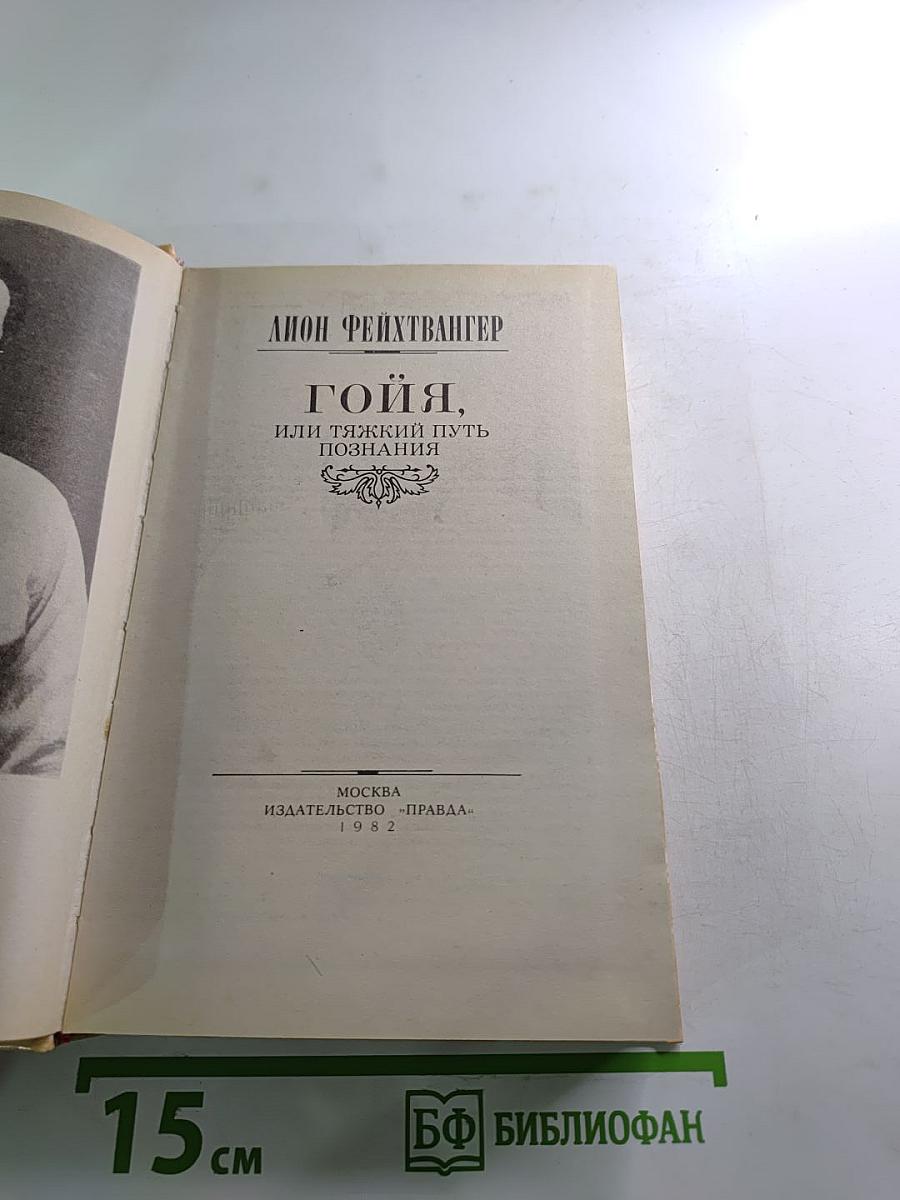 ЛИОН ФЕЙХТВАНГЕР
ГОЙЯ,
ИЛИ ТЯЖКИЙ ПУТЬ
ПОЗНАНИЯ
МОСКВА
ИЗДАТЕЛЬСТВО „ПРАВДА“
1982
15 см
БФ БИБЛИОФАН